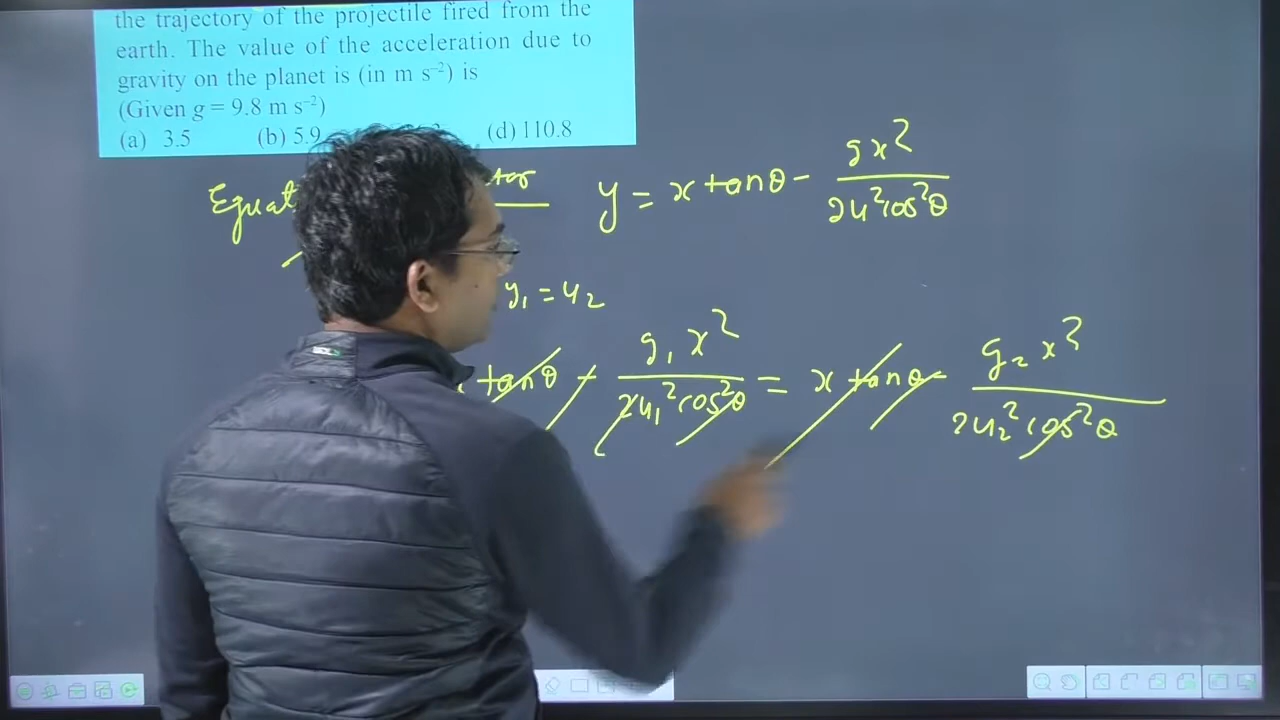 the trajectory of the projectile fired from the
earth. The value of the acceleration due to
gravity on the planet is (in m s⁻²) is
(Given g = 9.8 m s⁻²)
(a) 3.5 (b) 5.9 (d) 110.8
y = x tanθ - gx²/2u²cos²θ
y₁ = y₂
tanθ - g₁x²/2u₁²cos²θ = x tanθ - g₂x²/2u₂²cos²θ